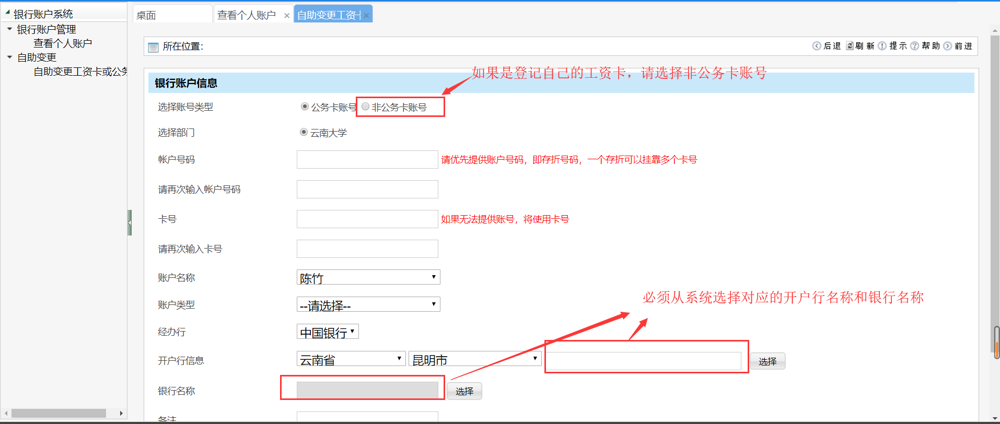 银行账户系统
银行账户管理
查看个人账户
自助变更
自助变更工资卡或公务
桌面
查看个人账户
自助变更工资卡
所在位置：
后退 刷新 提示 帮助 前进
如果是登记自己的工资卡，请选择非公务卡账号
银行账户信息
选择账号类型 公务卡账号 非公务卡账号
选择部门 云南大学
帐户号码 请优先提供账户号码，即存折号码，一个存折可以挂靠多个卡号
请再次输入帐户号码
卡号 如果无法提供账号，将使用卡号
请再次输入卡号
账户名称 陈竹
必须从系统选择对应的开户行名称和银行名称
账户类型 --请选择--
经办行 中国银行
开户行信息 云南省 昆明市 选择
银行名称 选择
备注